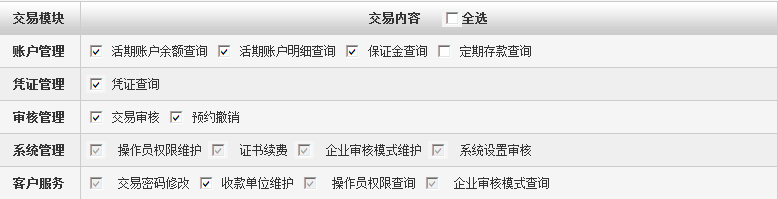 交易模块 交易内容 全选
账户管理 活期账户余额查询 活期账户明细查询 保证金查询 定期存款查询
凭证管理 凭证查询
审核管理 交易审核 预约撤销
系统管理 操作员权限维护 证书续费 企业审核模式维护 系统设置审核
客户服务 交易密码修改 收款单位维护 操作员权限查询 企业审核模式查询